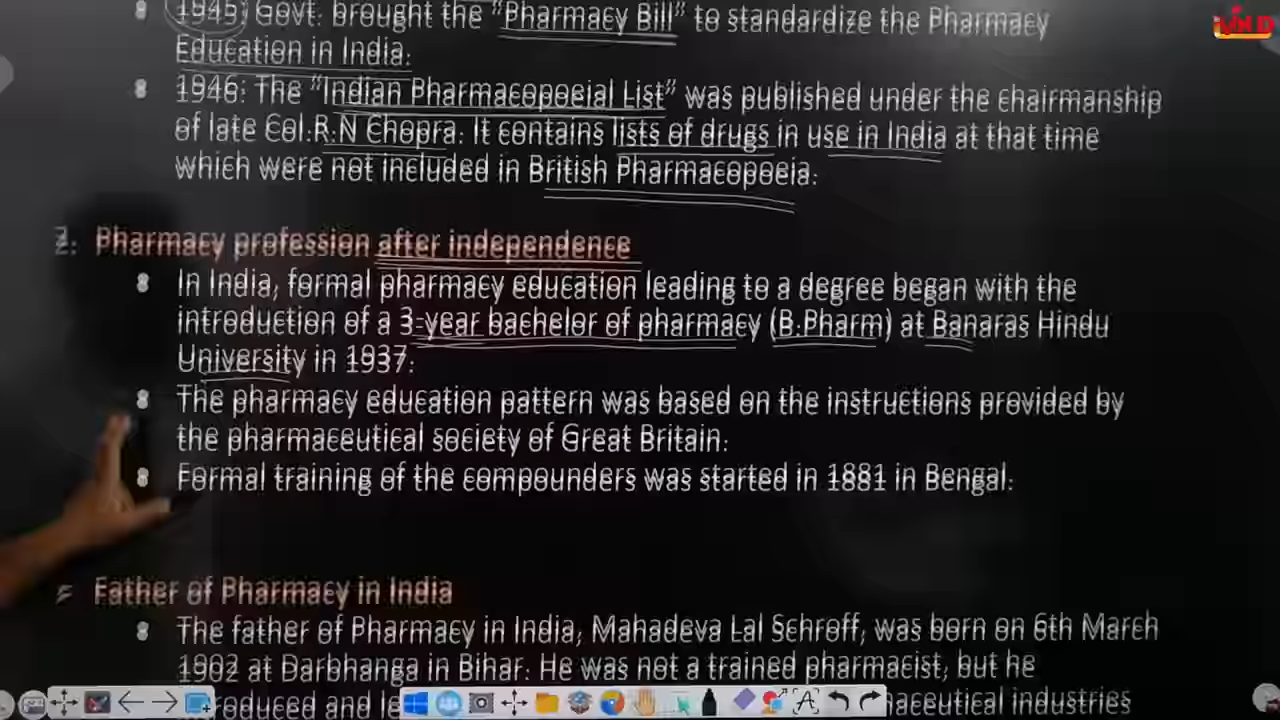 1945: Govt. brought the "Pharmacy Bill" to standardize the Pharmacy
Education in India.
1946: The "Indian Pharmacopoeial List" was published under the chairmanship
of late Col.R.N Chopra. It contains lists of drugs in use in India at that time
which were not included in British Pharmacopoeia.
2. Pharmacy profession after independence
In India, formal pharmacy education leading to a degree began with the
introduction of a 3-year bachelor of pharmacy (B.Pharm) at Banaras Hindu
University in 1937.
The pharmacy education pattern was based on the instructions provided by
the pharmaceutical society of Great Britain.
Formal training of the compounders was started in 1881 in Bengal.
Father of Pharmacy in India
The father of Pharmacy in India, Mahadeva Lal Schroff, was born on 6th March
1902 at Darbhanga in Bihar. He was not a trained pharmacist, but he